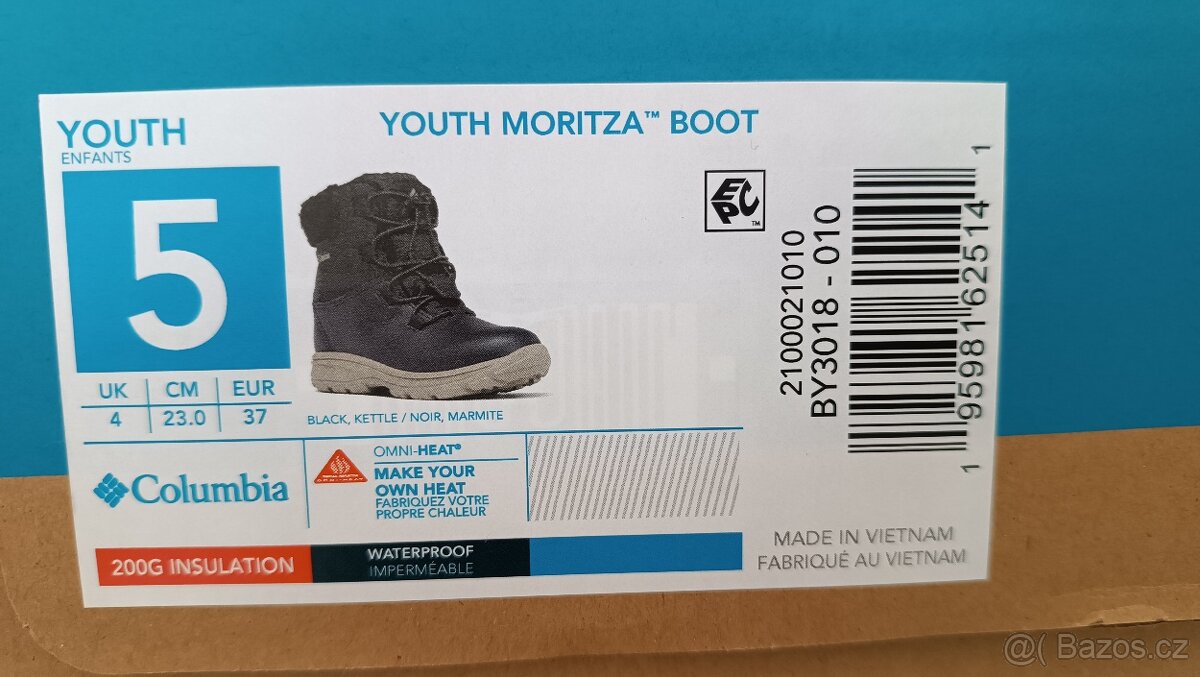 YOUTH
ENFANTS
YOUTH MORITZA™ BOOT
5
UK CM EUR
4 23.0 37
BLACK, KETTLE / NOIR, MARMITE
EPC™
2100021010
BY3018 - 010
1 95981 62514 1
Columbia
OMNI-HEAT®
MAKE YOUR
OWN HEAT
FABRIQUEZ VOTRE
PROPRE CHALEUR
200G INSULATION
WATERPROOF
IMPERMÉABLE
MADE IN VIETNAM
FABRIQUÉ AU VIETNAM
@( Bazos.cz